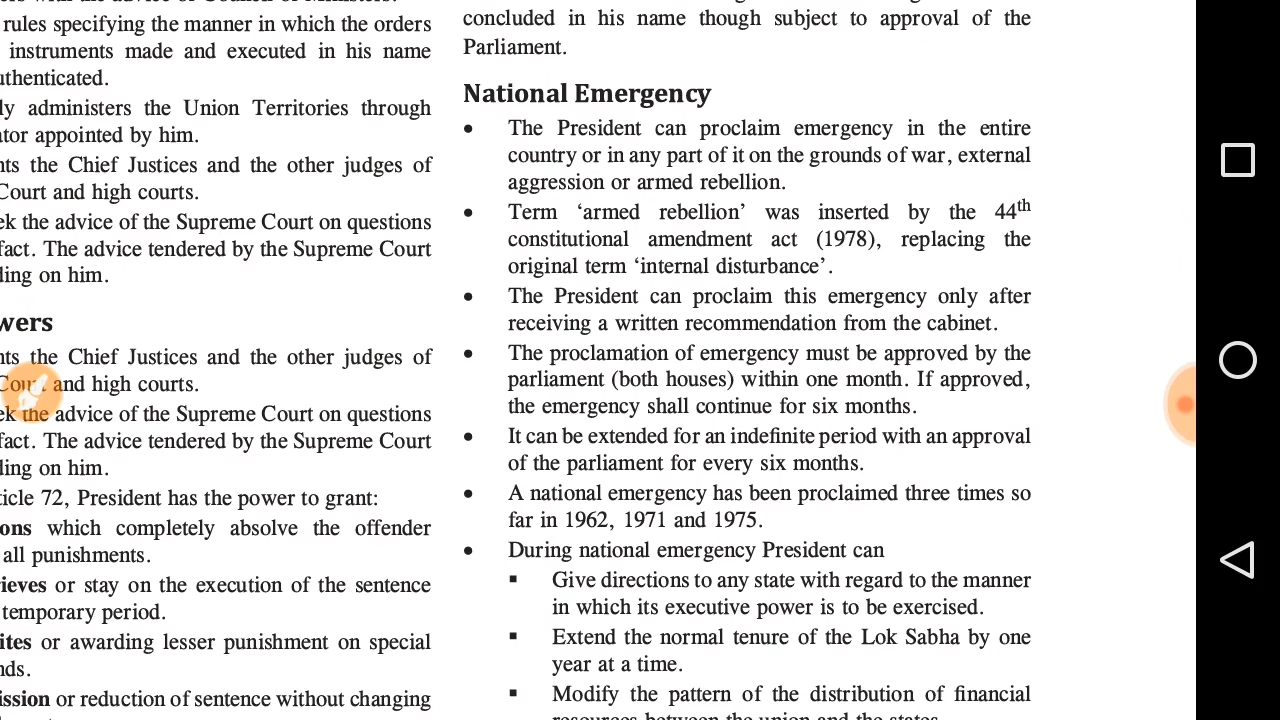 rules specifying the manner in which the orders
instruments made and executed in his name
uthenticated.
ly administers the Union Territories through
ator appointed by him.
nts the Chief Justices and the other judges of
Court and high courts.
ek the advice of the Supreme Court on questions
fact. The advice tendered by the Supreme Court
ding on him.
wers
nts the Chief Justices and the other judges of
and high courts.
ek the advice of the Supreme Court on questions
fact. The advice tendered by the Supreme Court
ding on him.
ticle 72, President has the power to grant:
ons which completely absolve the offender
all punishments.
ieves or stay on the execution of the sentence
temporary period.
ites or awarding lesser punishment on special
nds.
ission or reduction of sentence without changing
concluded in his name though subject to approval of the
Parliament.
National Emergency
• The President can proclaim emergency in the entire
country or in any part of it on the grounds of war, external
aggression or armed rebellion.
• Term ‘armed rebellion’ was inserted by the 44th
constitutional amendment act (1978), replacing the
original term ‘internal disturbance’.
• The President can proclaim this emergency only after
receiving a written recommendation from the cabinet.
• The proclamation of emergency must be approved by the
parliament (both houses) within one month. If approved,
the emergency shall continue for six months.
• It can be extended for an indefinite period with an approval
of the parliament for every six months.
• A national emergency has been proclaimed three times so
far in 1962, 1971 and 1975.
• During national emergency President can
▪ Give directions to any state with regard to the manner
in which its executive power is to be exercised.
▪ Extend the normal tenure of the Lok Sabha by one
year at a time.
▪ Modify the pattern of the distribution of financial
resources between the union and the states